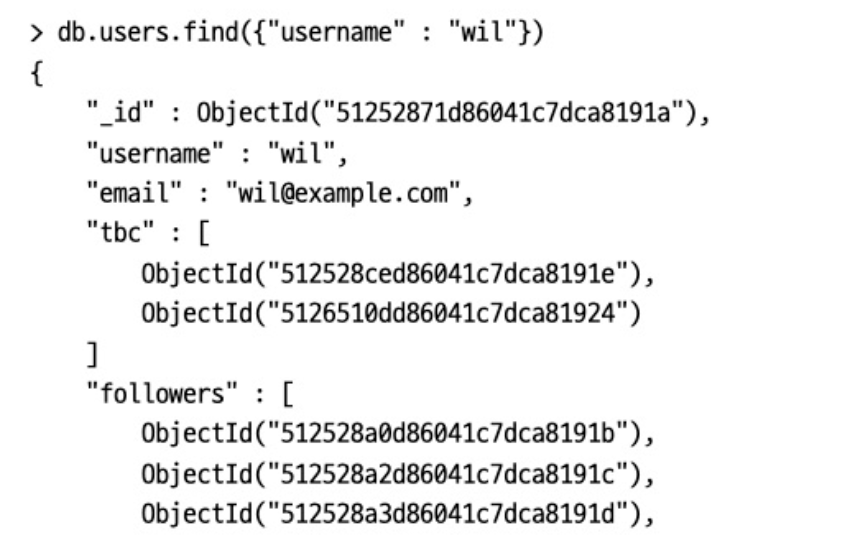 > db.users.find({"username" : "wil"})
{
"_id" : ObjectId("51252871d86041c7dca8191a"),
"username" : "wil",
"email" : "wil@example.com",
"tbc" : [
ObjectId("512528ced86041c7dca8191e"),
ObjectId("5126510dd86041c7dca81924")
]
"followers" : [
ObjectId("512528a0d86041c7dca8191b"),
ObjectId("512528a2d86041c7dca8191c"),
ObjectId("512528a3d86041c7dca8191d"),